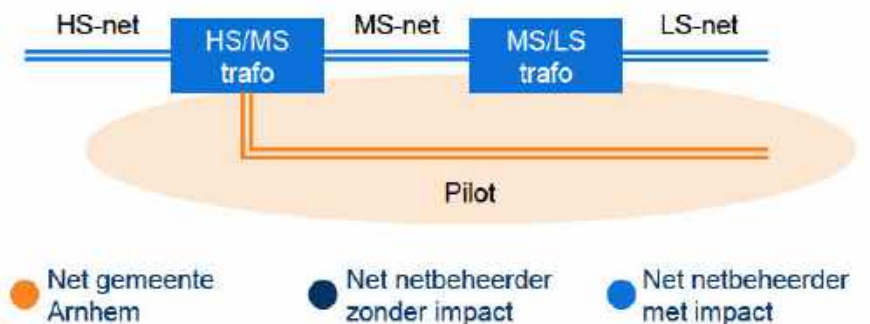 HS-net
HS/MS
trafo
MS-net
MS/LS
trafo
LS-net
Pilot
Net gemeente
Arnhem
Net netbeheerder
zonder impact
Net netbeheerder
met impact